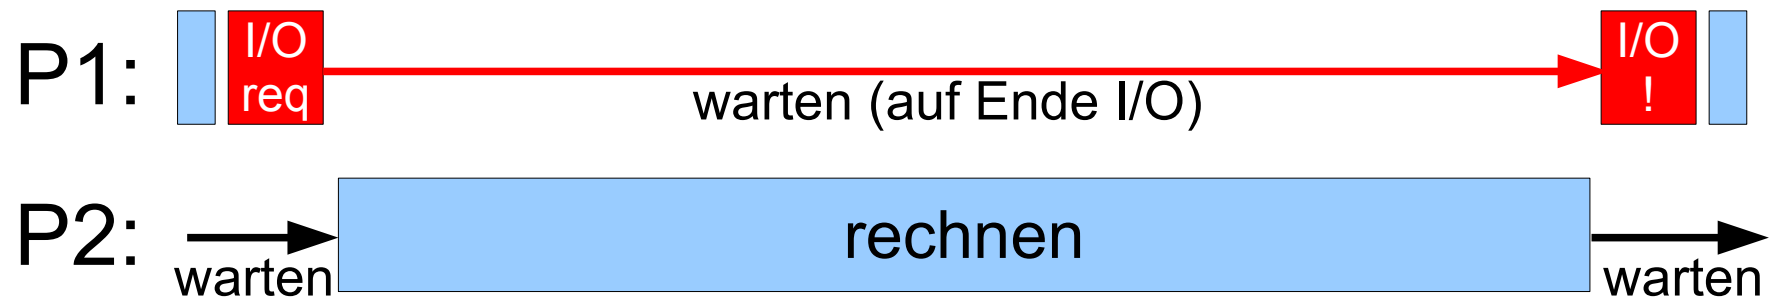 P1:
I/O
req
warten (auf Ende I/O)
I/O
!
P2:
warten
rechnen
warten